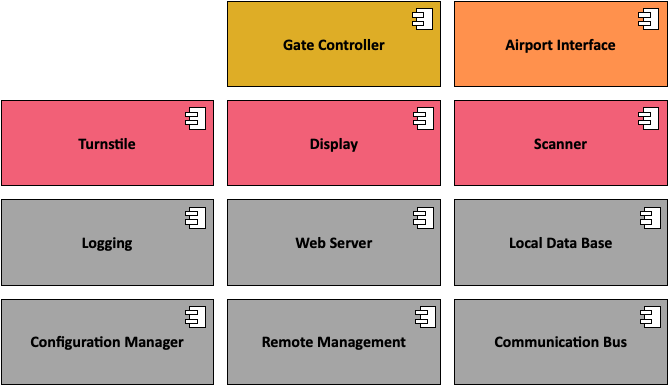 Gate Controller
Airport Interface
Turnstile
Display
Scanner
Logging
Web Server
Local Data Base
Configuration Manager
Remote Management
Communication Bus